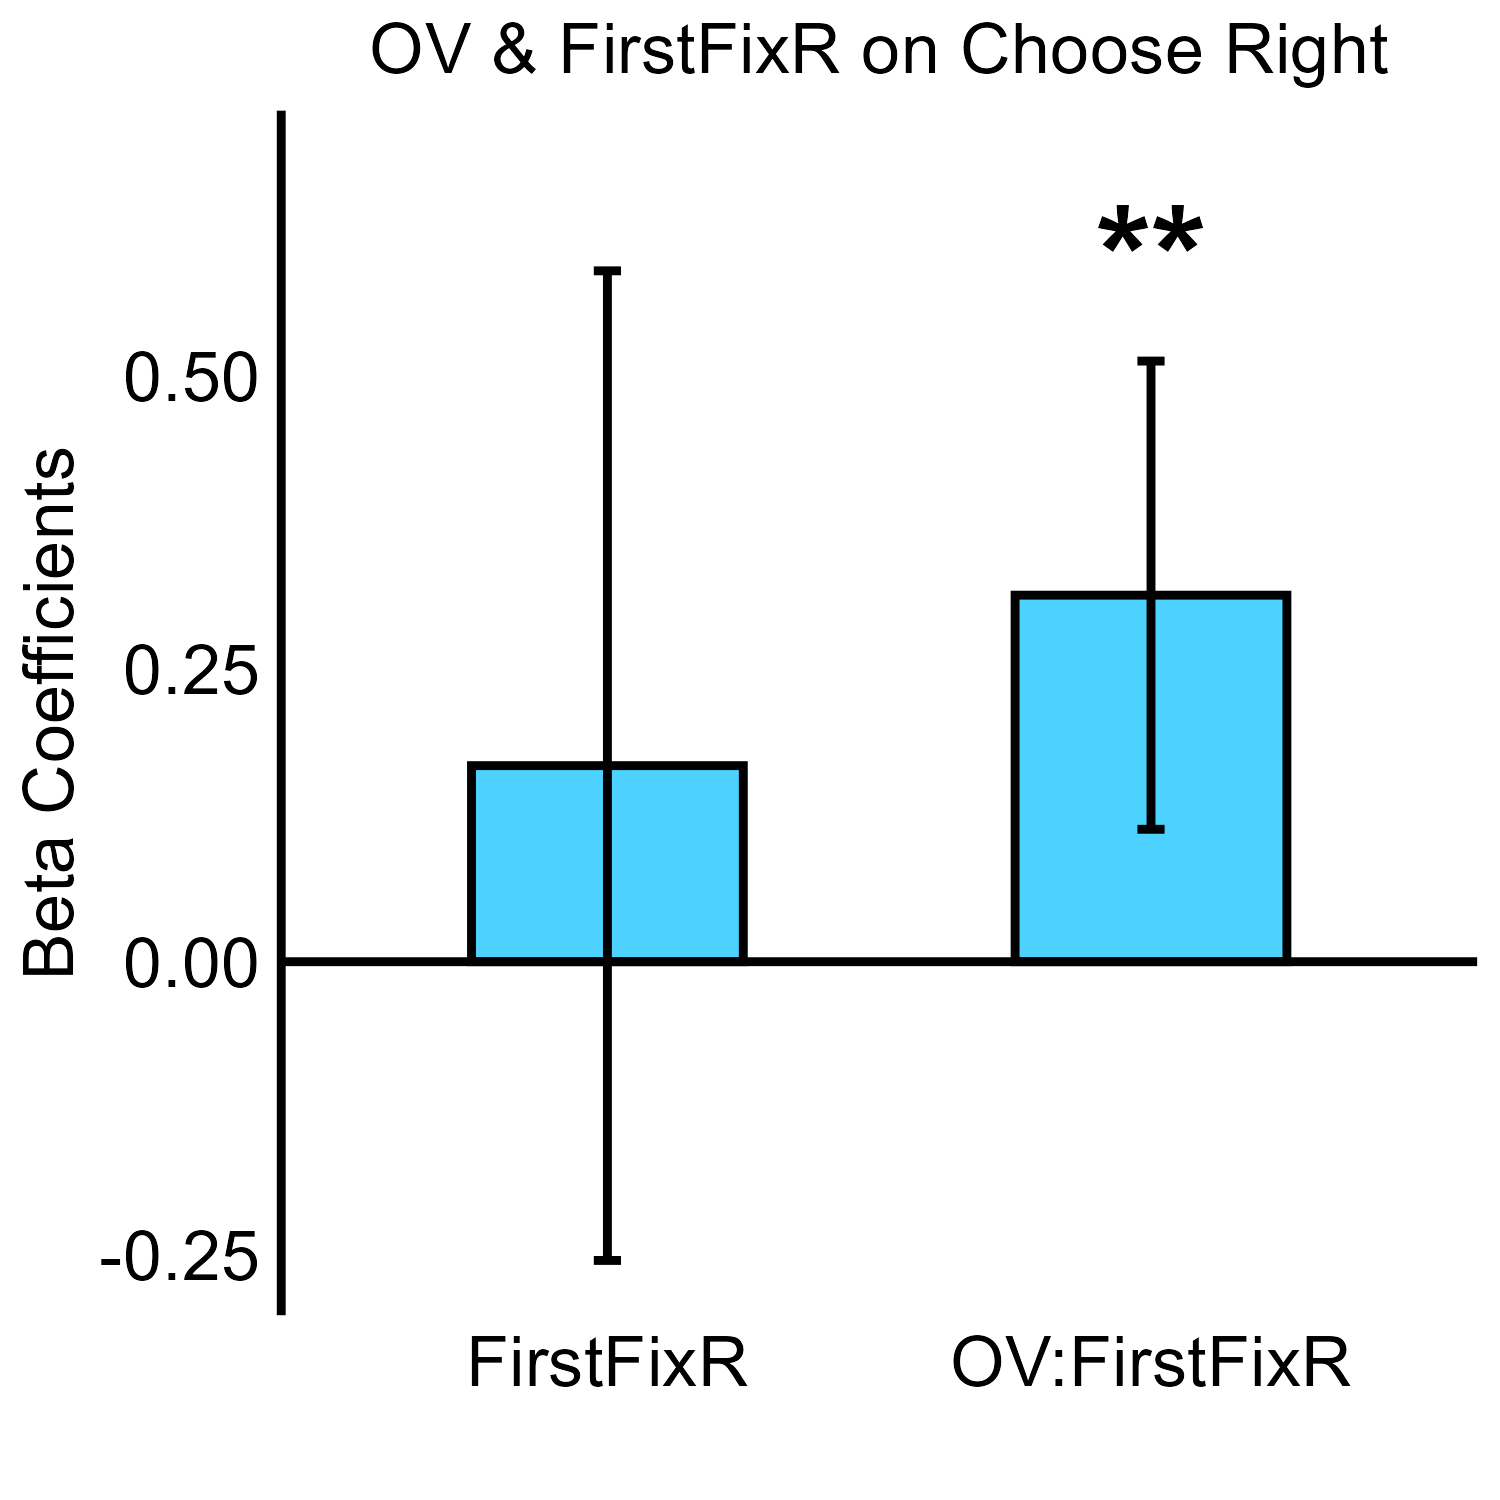 OV & FirstFixR on Choose Right
**
Beta Coefficients
0.50
0.25
0.00
-0.25
FirstFixR
OV:FirstFixR